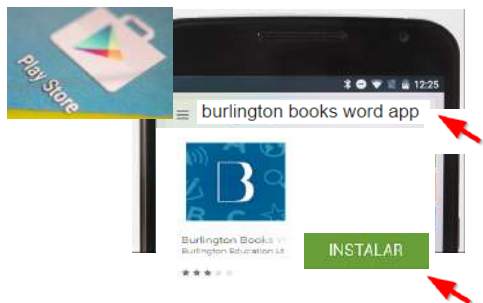 Play Store
12:25
burlington books word app
B
Burlington Books
Burlington Education Lt
INSTALAR